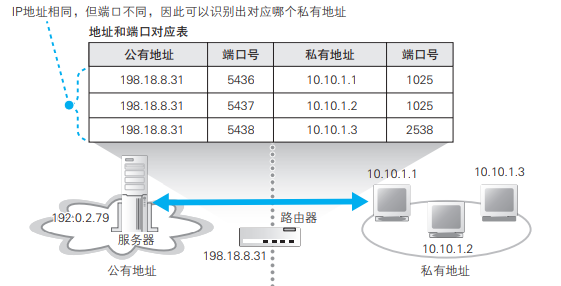 IP地址相同，但端口不同，因此可以识别出对应哪个私有地址
地址和端口对应表
公有地址 端口号 私有地址 端口号
198.18.8.31 5436 10.10.1.1 1025
198.18.8.31 5437 10.10.1.2 1025
198.18.8.31 5438 10.10.1.3 2538
10.10.1.1
10.10.1.3
192:0.2.79
路由器
服务器
198.18.8.31
10.10.1.2
公有地址
私有地址